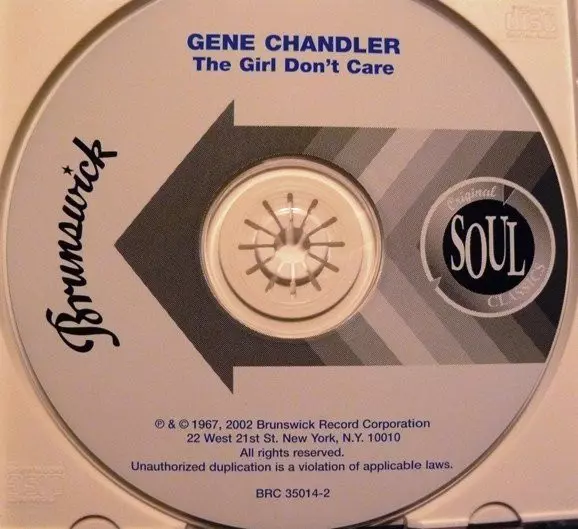 GENE CHANDLER
The Girl Don't Care
Brunswick
Original
SOUL
CLASSICS
℗ & © 1967, 2002 Brunswick Record Corporation
22 West 21st St. New York, N.Y. 10010
All rights reserved.
Unauthorized duplication is a violation of applicable laws.
BRC 35014-2